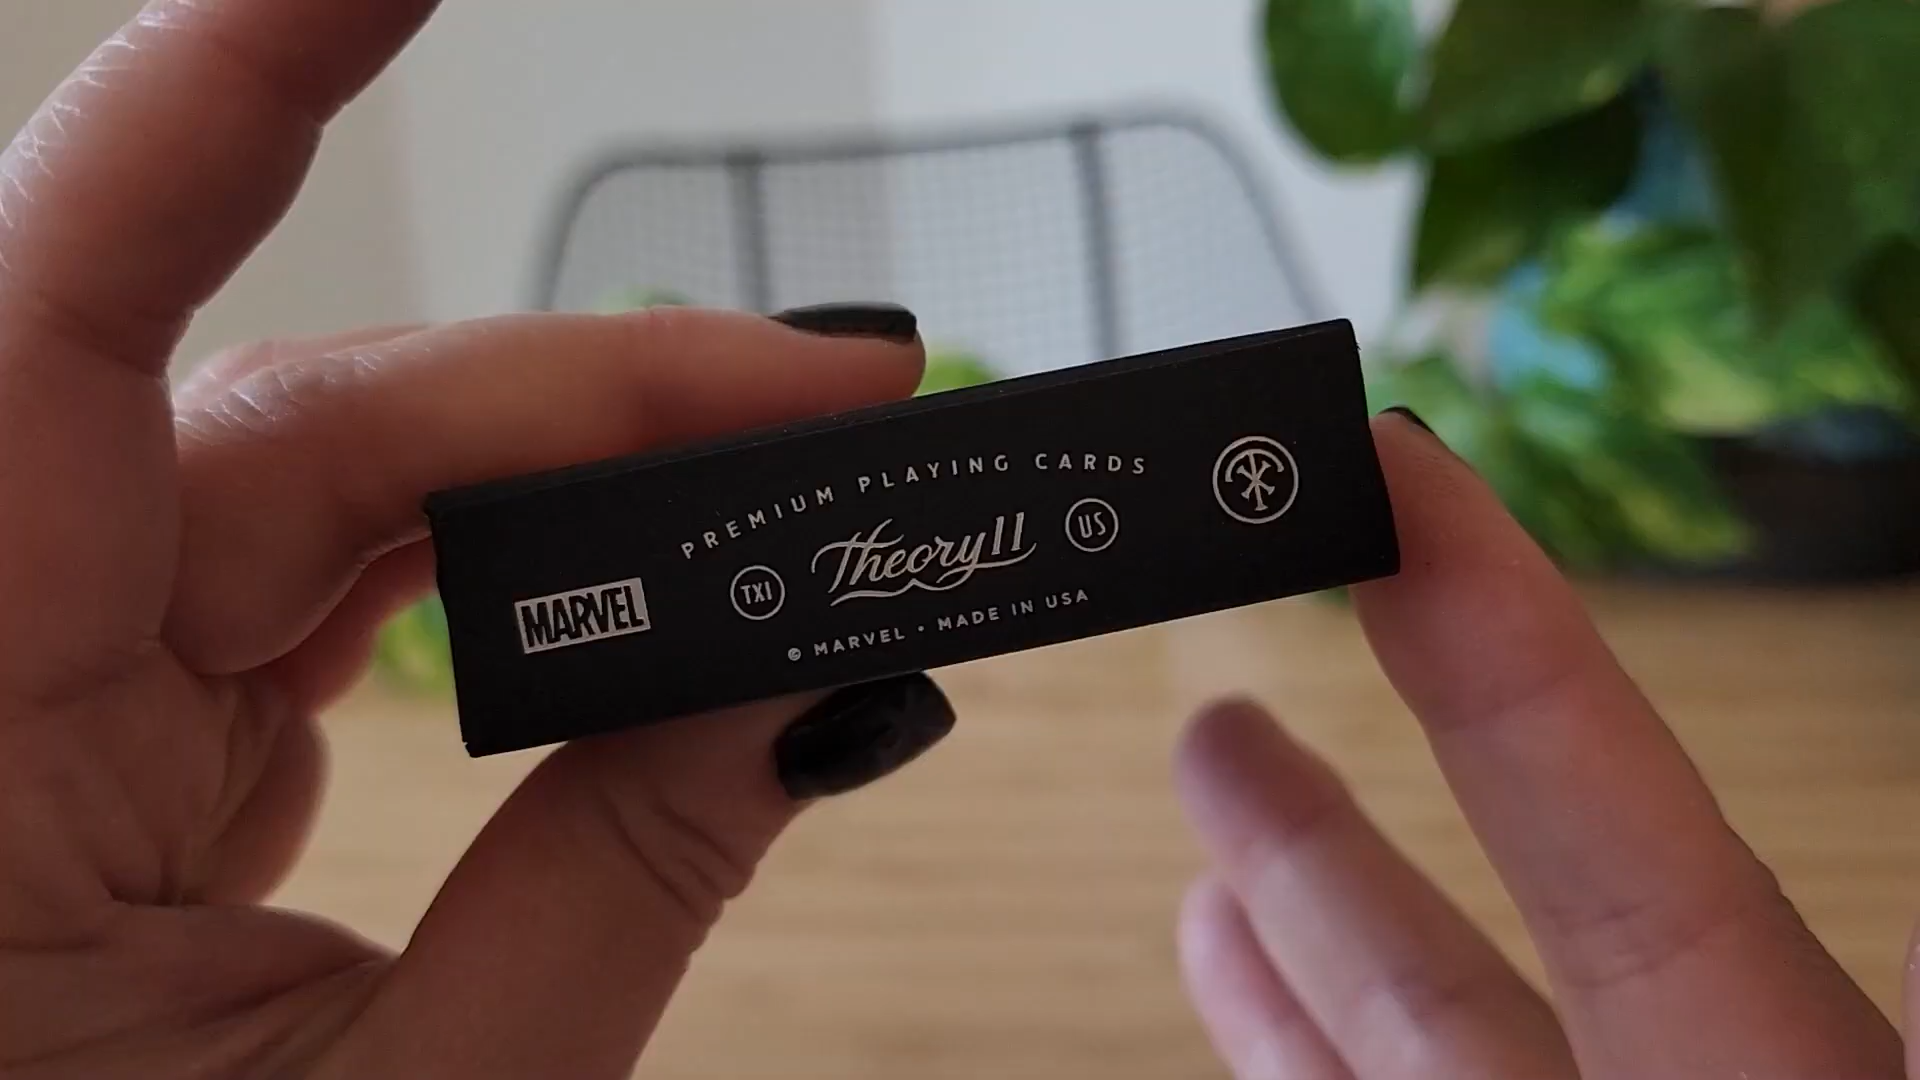 PREMIUM PLAYING CARDS
MARVEL
TXI
Theory11
US
© MARVEL • MADE IN USA